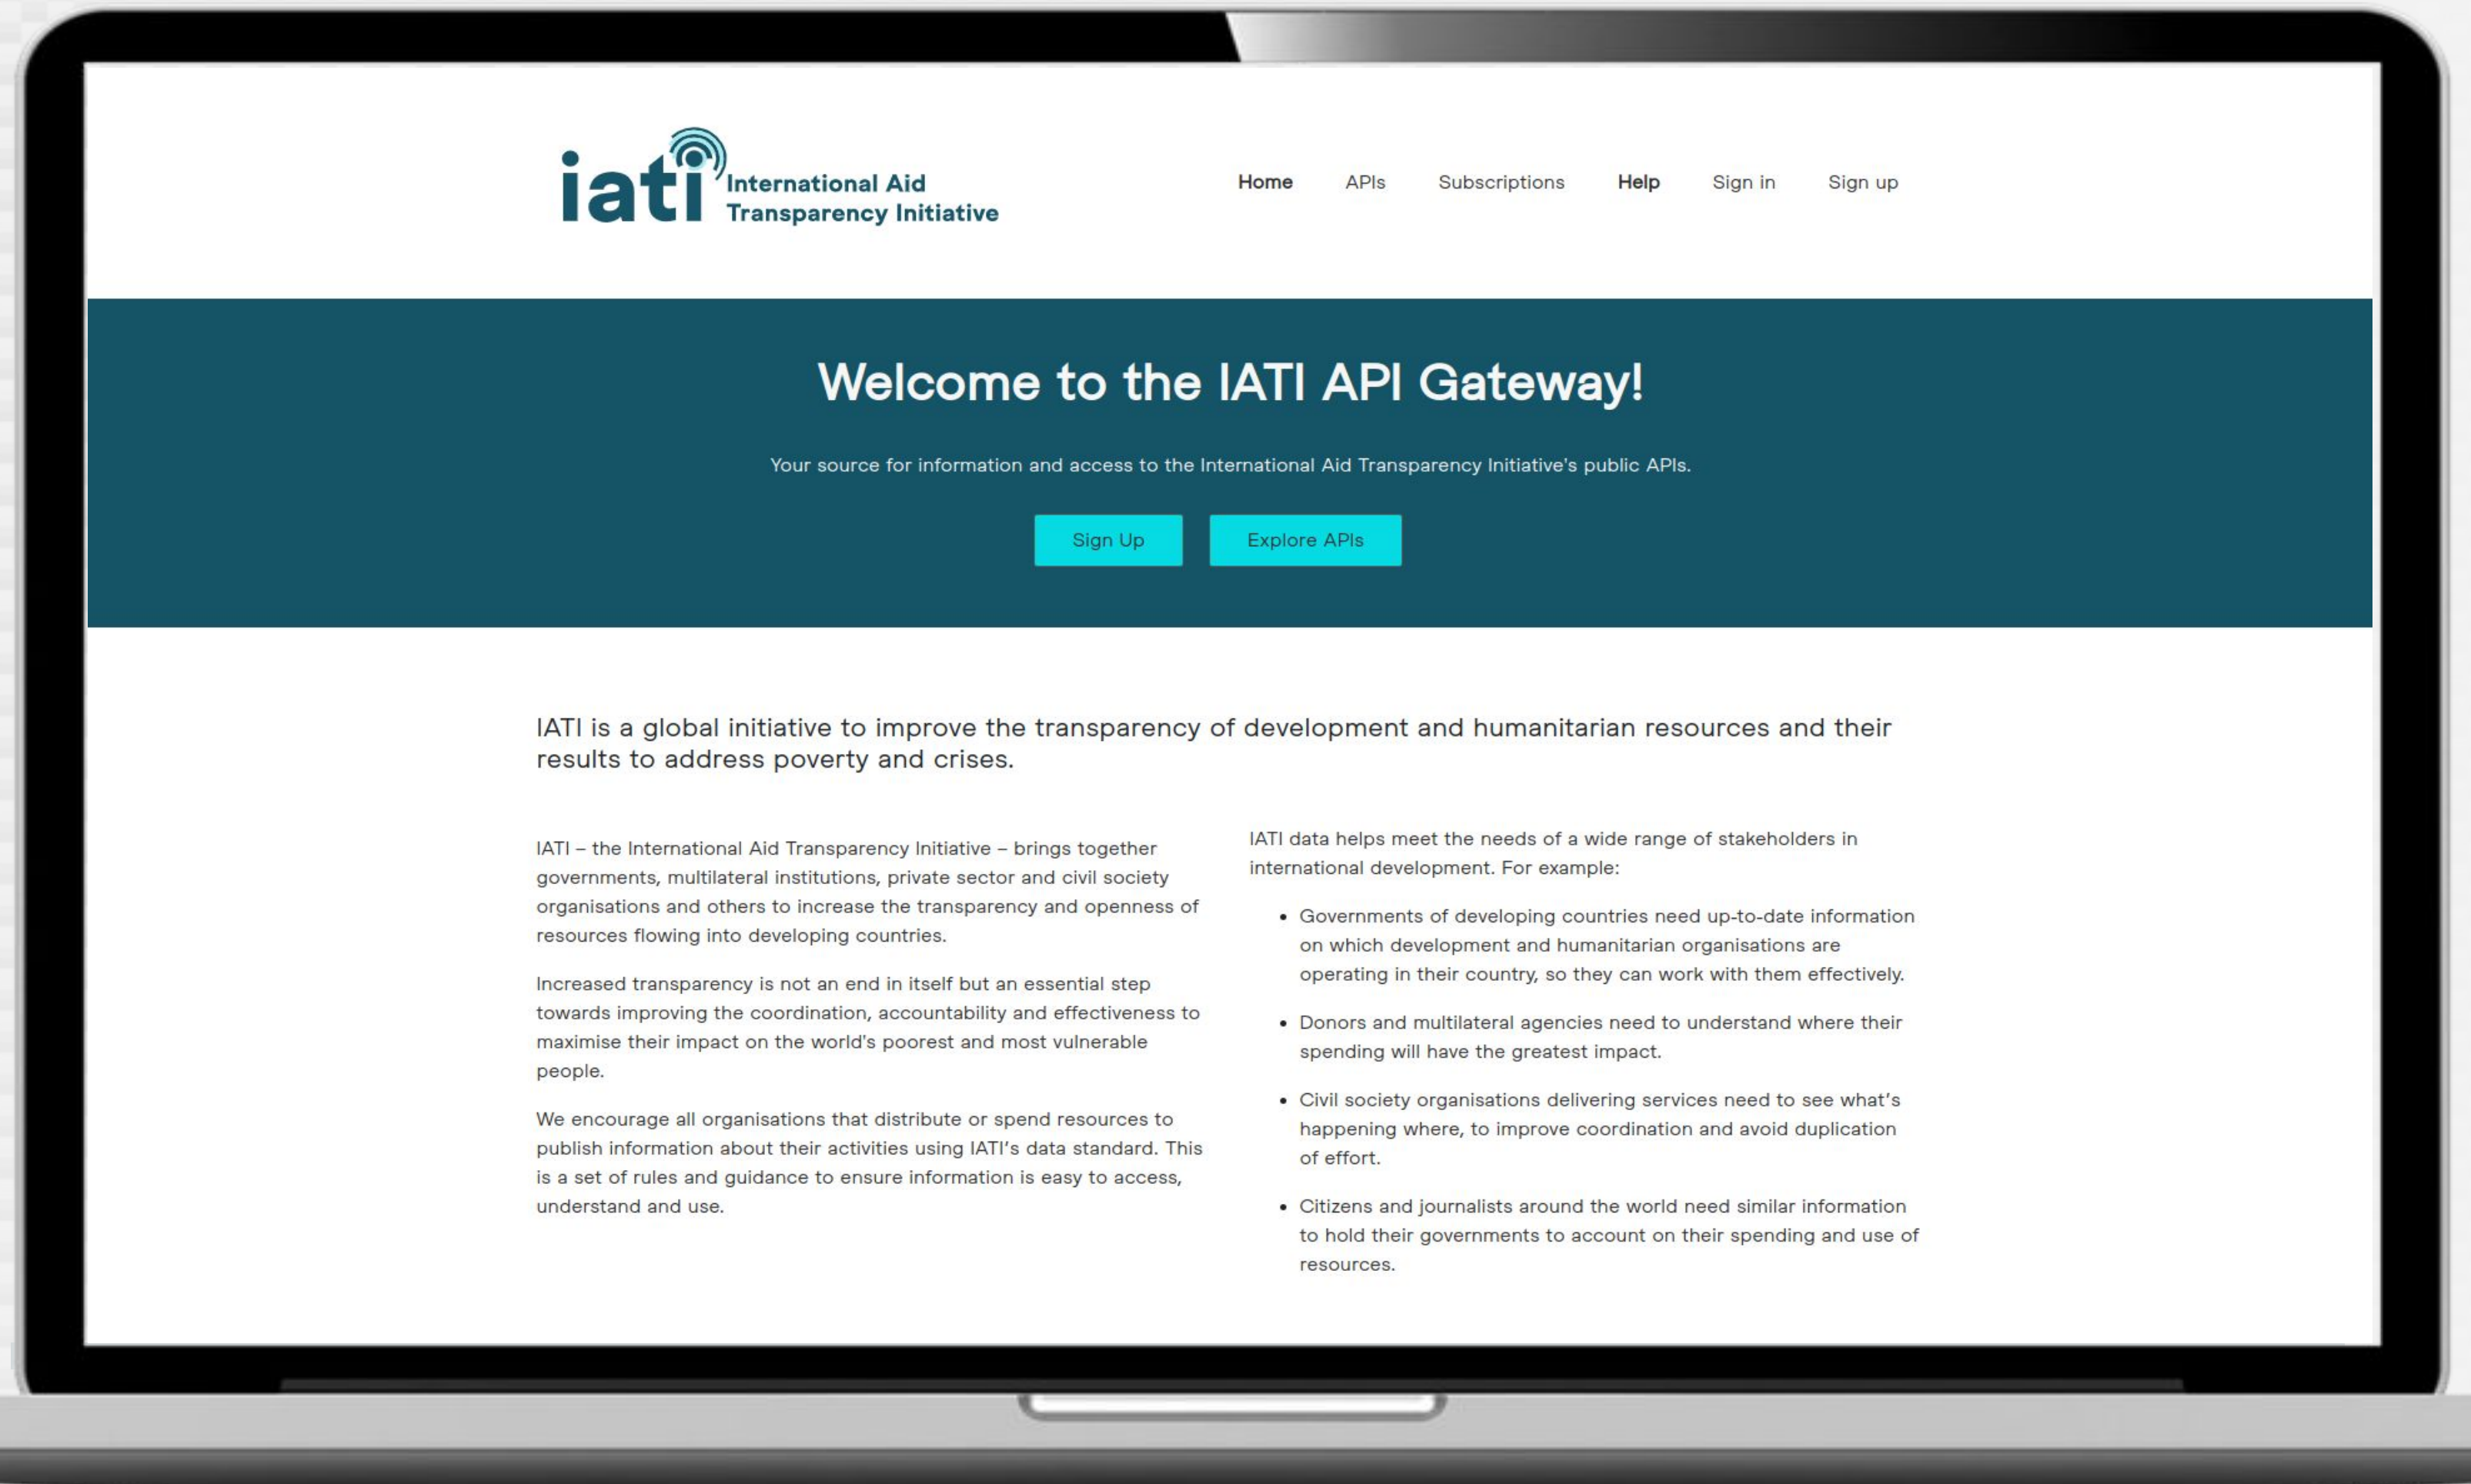 iati International Aid
Transparency Initiative
Home APIs Subscriptions Help Sign in Sign up
Welcome to the IATI API Gateway!
Your source for information and access to the International Aid Transparency Initiative's public APIs.
Sign Up Explore APIs
IATI is a global initiative to improve the transparency of development and humanitarian resources and their
results to address poverty and crises.
IATI – the International Aid Transparency Initiative – brings together
governments, multilateral institutions, private sector and civil society
organisations and others to increase the transparency and openness of
resources flowing into developing countries.
Increased transparency is not an end in itself but an essential step
towards improving the coordination, accountability and effectiveness to
maximise their impact on the world's poorest and most vulnerable
people.
We encourage all organisations that distribute or spend resources to
publish information about their activities using IATI's data standard. This
is a set of rules and guidance to ensure information is easy to access,
understand and use.
IATI data helps meet the needs of a wide range of stakeholders in
international development. For example:
• Governments of developing countries need up-to-date information
on which development and humanitarian organisations are
operating in their country, so they can work with them effectively.
• Donors and multilateral agencies need to understand where their
spending will have the greatest impact.
• Civil society organisations delivering services need to see what's
happening where, to improve coordination and avoid duplication
of effort.
• Citizens and journalists around the world need similar information
to hold their governments to account on their spending and use of
resources.